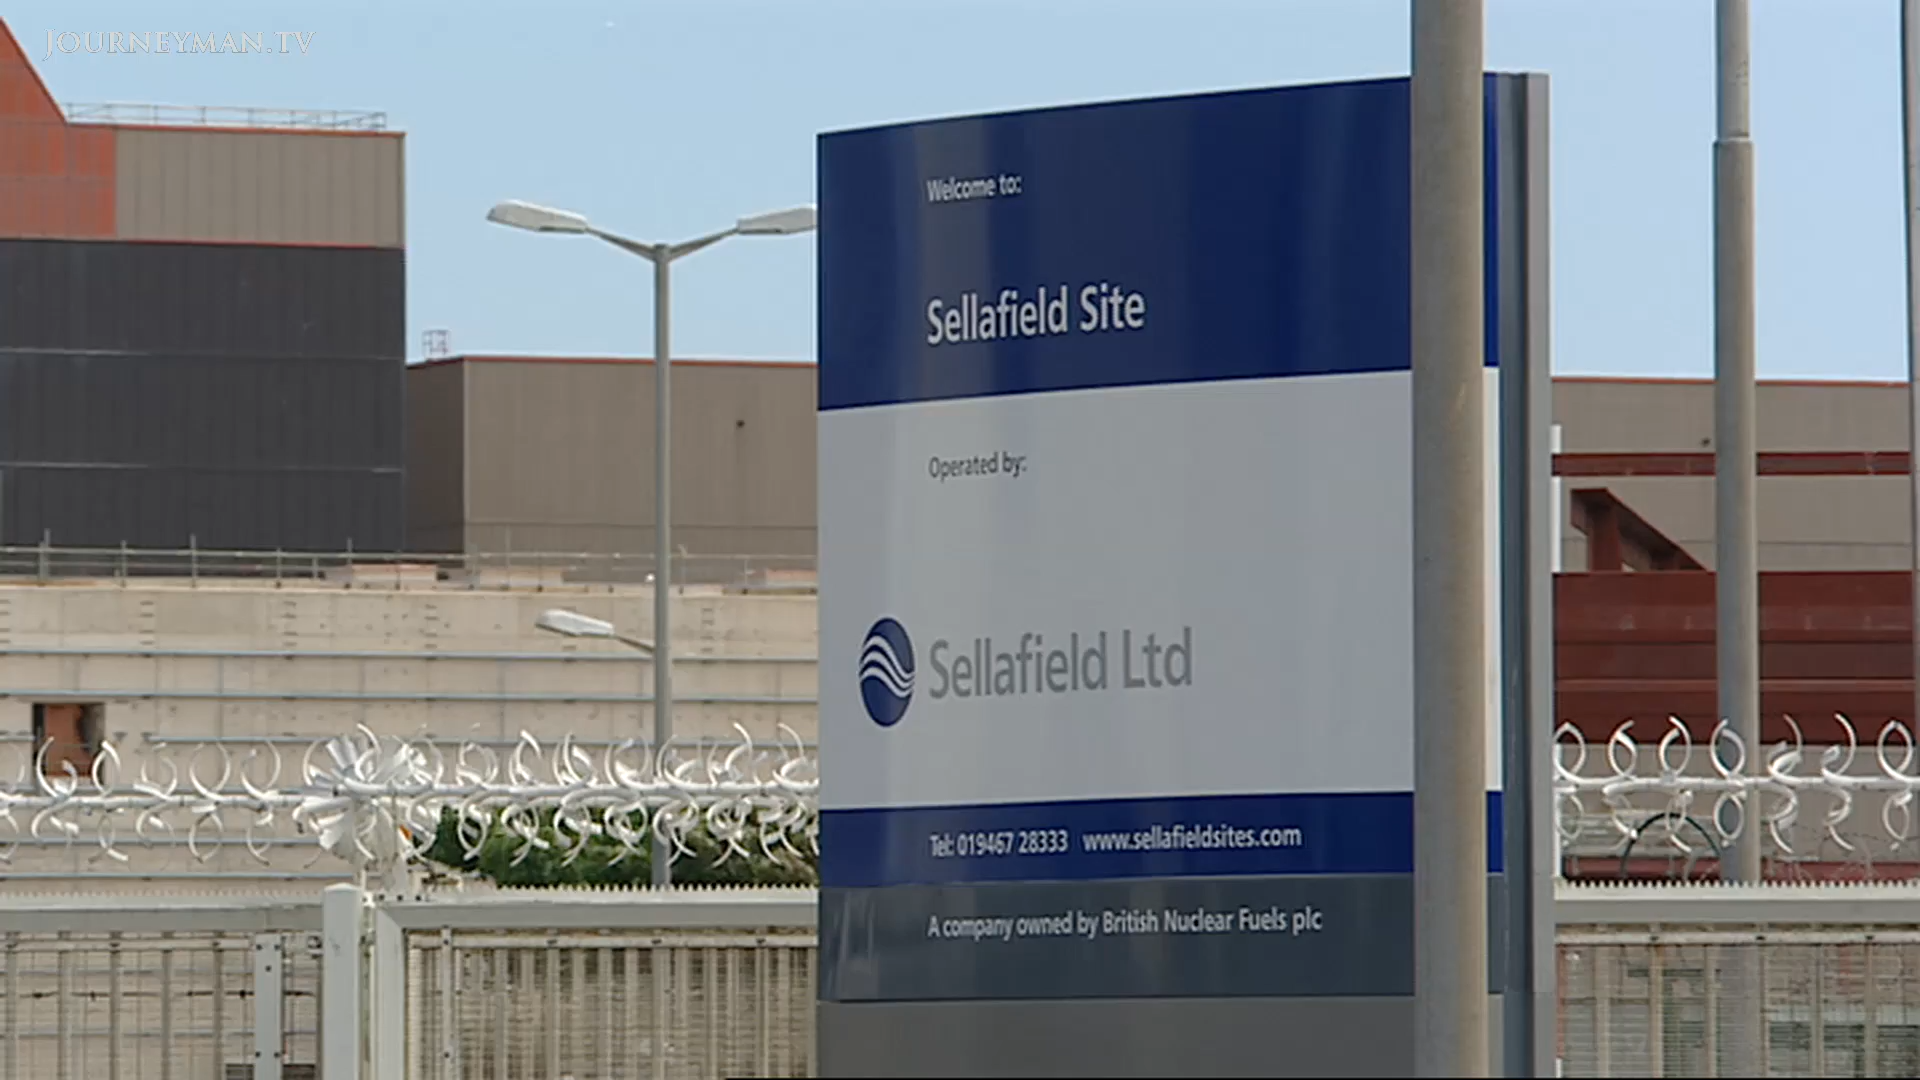 JOURNEYMAN.TV
Welcome to:
Sellafield Site
Operated by:
Sellafield Ltd
Tel: 019467 28333 www.sellafieldsites.com
A company owned by British Nuclear Fuels plc